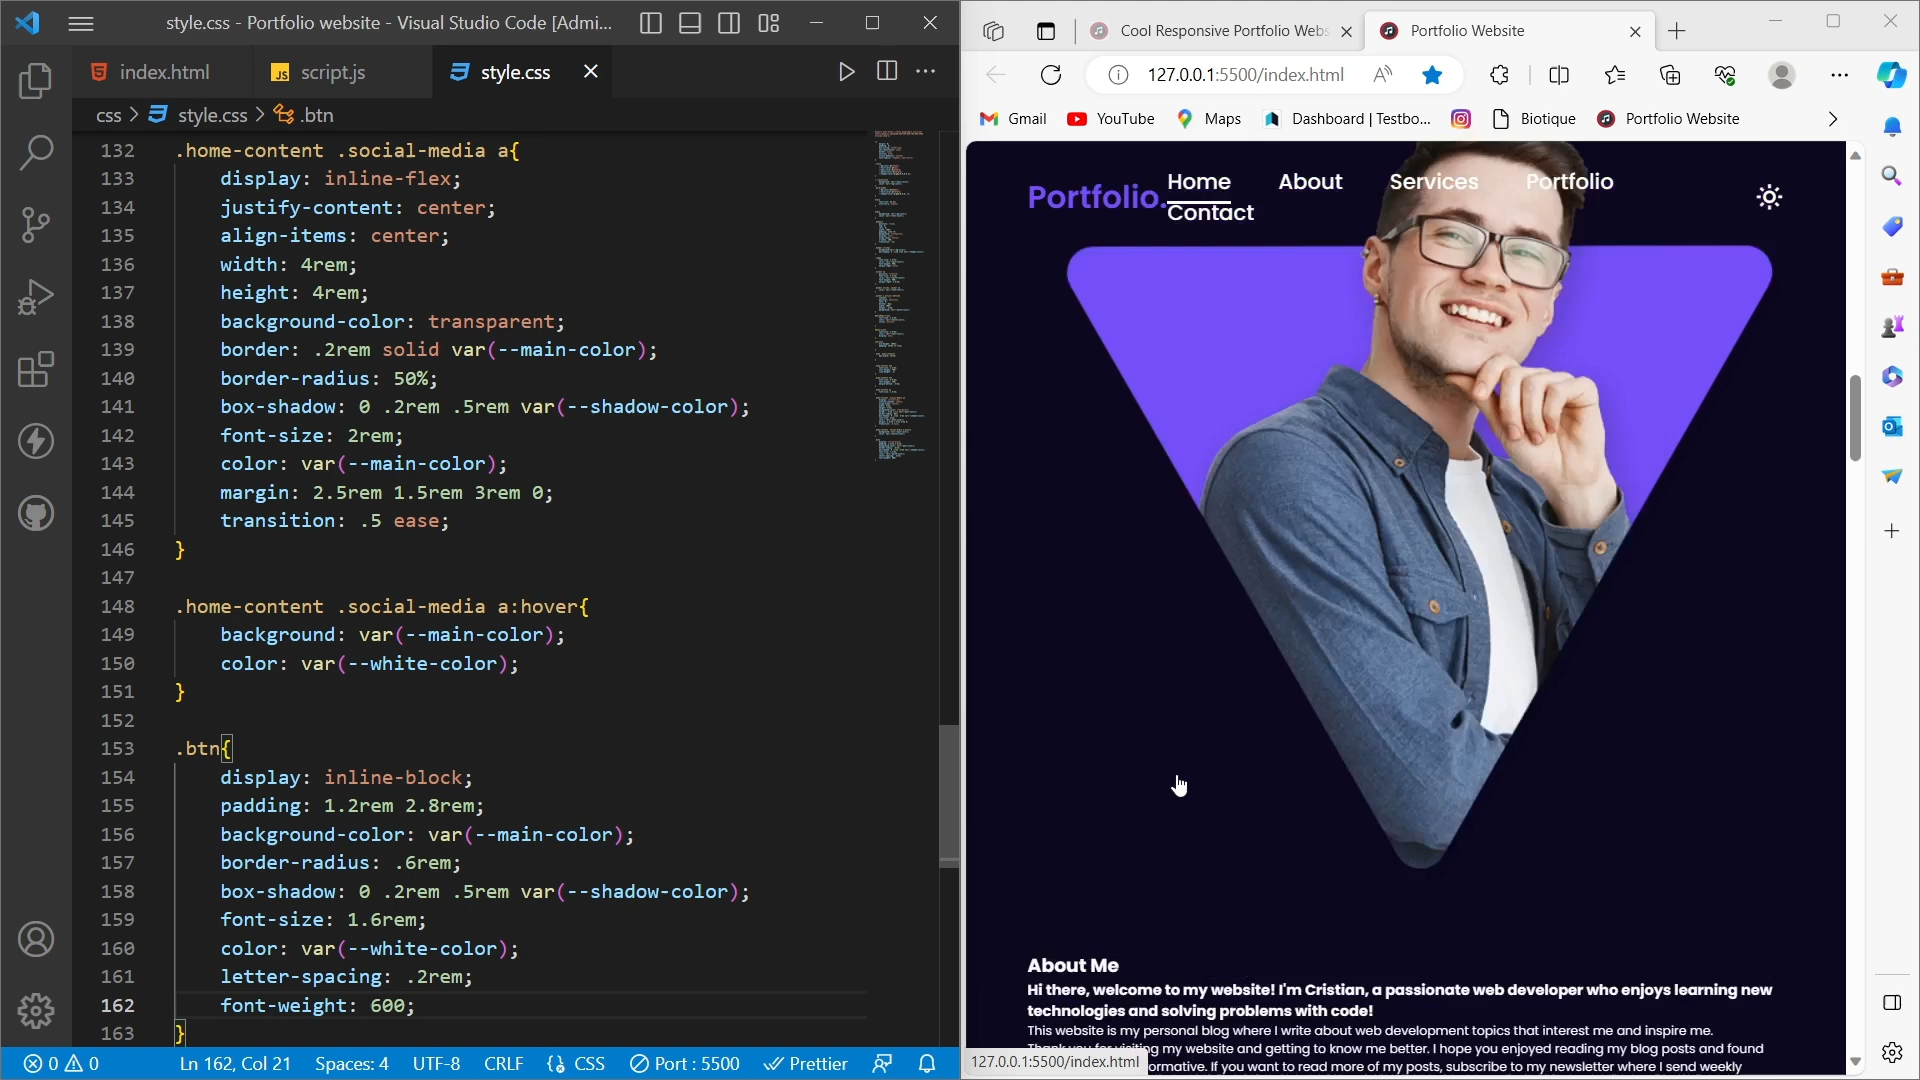 style.css - Portfolio website - Visual Studio Code [Admi...
index.html
JS script.js
style.css
css > style.css > .btn
132 .home-content .social-media a{
133 display: inline-flex;
134 justify-content: center;
135 align-items: center;
136 width: 4rem;
137 height: 4rem;
138 background-color: transparent;
139 border: .2rem solid var(--main-color);
140 border-radius: 50%;
141 box-shadow: 0 .2rem .5rem var(--shadow-color);
142 font-size: 2rem;
143 color: var(--main-color);
144 margin: 2.5rem 1.5rem 3rem 0;
145 transition: .5 ease;
146 }
147
148 .home-content .social-media a:hover{
149 background: var(--main-color);
150 color: var(--white-color);
151 }
152
153 .btn{
154 display: inline-block;
155 padding: 1.2rem 2.8rem;
156 background-color: var(--main-color);
157 border-radius: .6rem;
158 box-shadow: 0 .2rem .5rem var(--shadow-color);
159 font-size: 1.6rem;
160 color: var(--white-color);
161 letter-spacing: .2rem;
162 font-weight: 600;
163 }
0 0 Ln 162, Col 21 Spaces: 4 UTF-8 CRLF {} CSS Port : 5500 Prettier
Cool Responsive Portfolio Webs
Portfolio Website
127.0.0.1:5500/index.html
Gmail YouTube Maps Dashboard | Testbo... Biotique Portfolio Website
Portfolio.
Home About Services Portfolio
Contact
About Me
Hi there, welcome to my website! I'm Cristian, a passionate web developer who enjoys learning new
technologies and solving problems with code!
This website is my personal blog where I write about web development topics that interest me and inspire me.
Thank you for visiting my website and getting to know me better. I hope you enjoyed reading my blog posts and found
ormative. If you want to read more of my posts, subscribe to my newsletter where I send weekly
127.0.0.1:5500/index.html